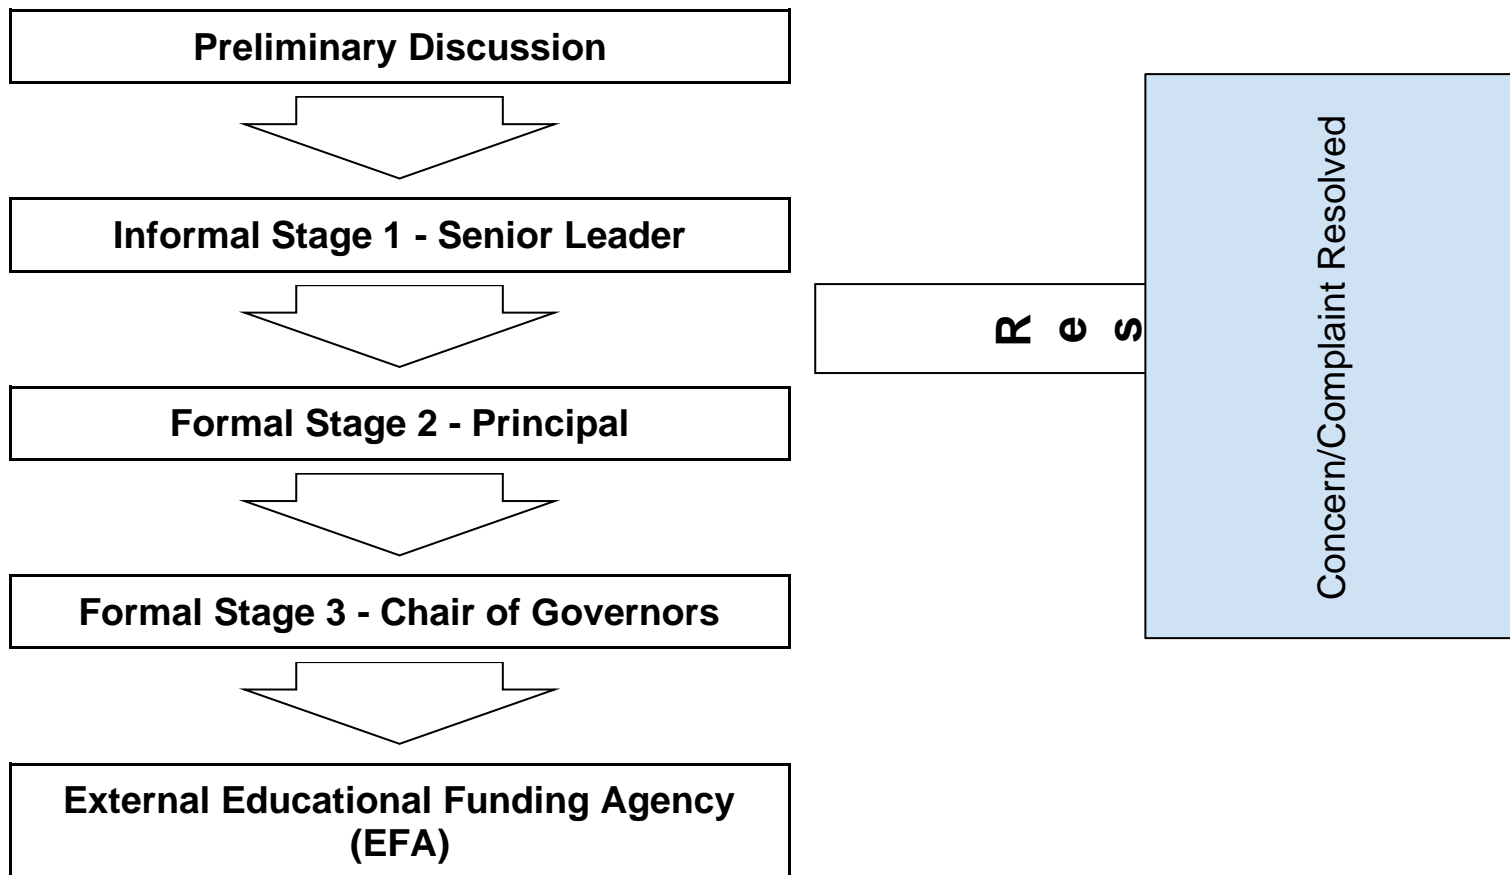 Preliminary Discussion
Informal Stage 1 - Senior Leader
Formal Stage 2 - Principal
Formal Stage 3 - Chair of Governors
External Educational Funding Agency
(EFA)
R e s
Concern/Complaint Resolved